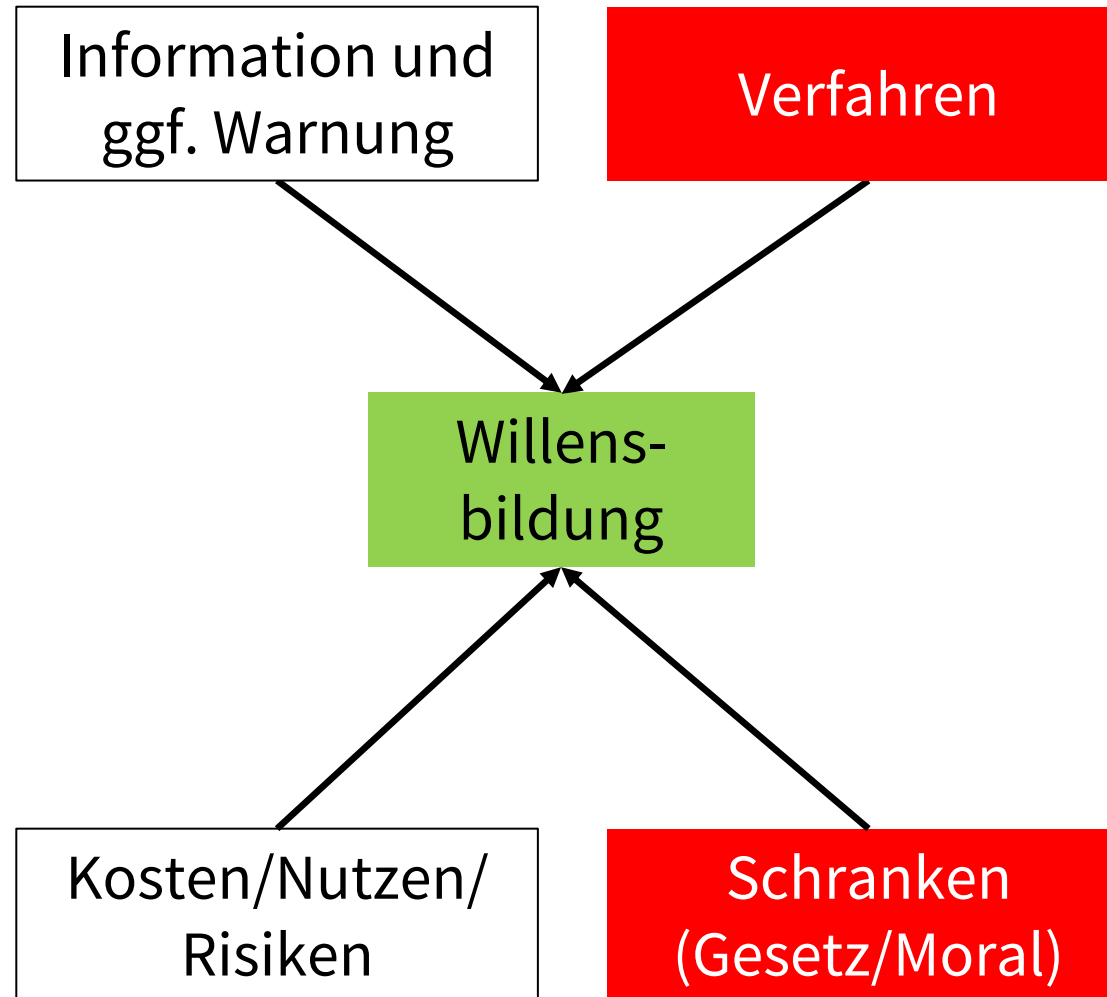 Information und
ggf. Warnung
Verfahren
Willens-
bildung
Kosten/Nutzen/
Risiken
Schranken
(Gesetz/Moral)